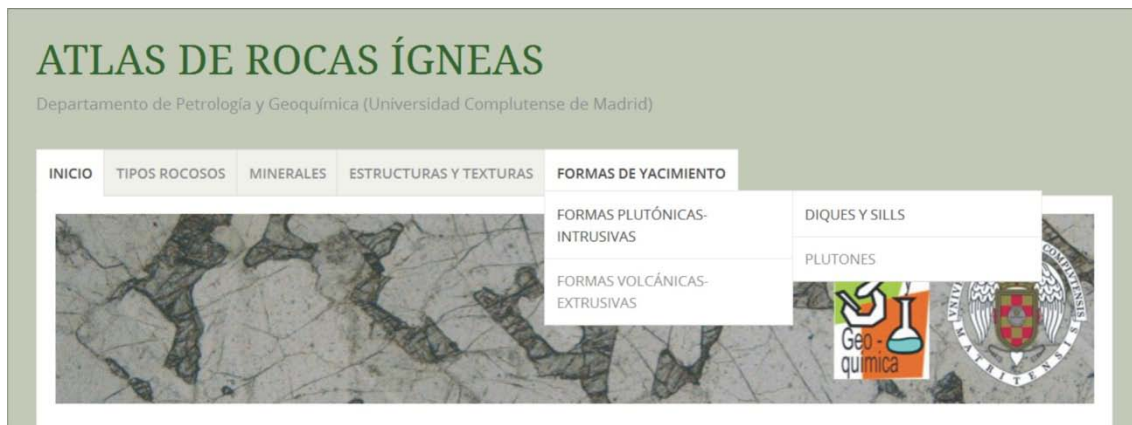 ATLAS DE ROCAS ÍGNEAS
Departamento de Petrología y Geoquímica (Universidad Complutense de Madrid)
INICIO TIPOS ROCOSOS MINERALES ESTRUCTURAS Y TEXTURAS FORMAS DE YACIMIENTO
FORMAS PLUTÓNICAS-
INTRUSIVAS
FORMAS VOLCÁNICAS-
EXTRUSIVAS
DIQUES Y SILLS
PLUTONES
Geo-
química